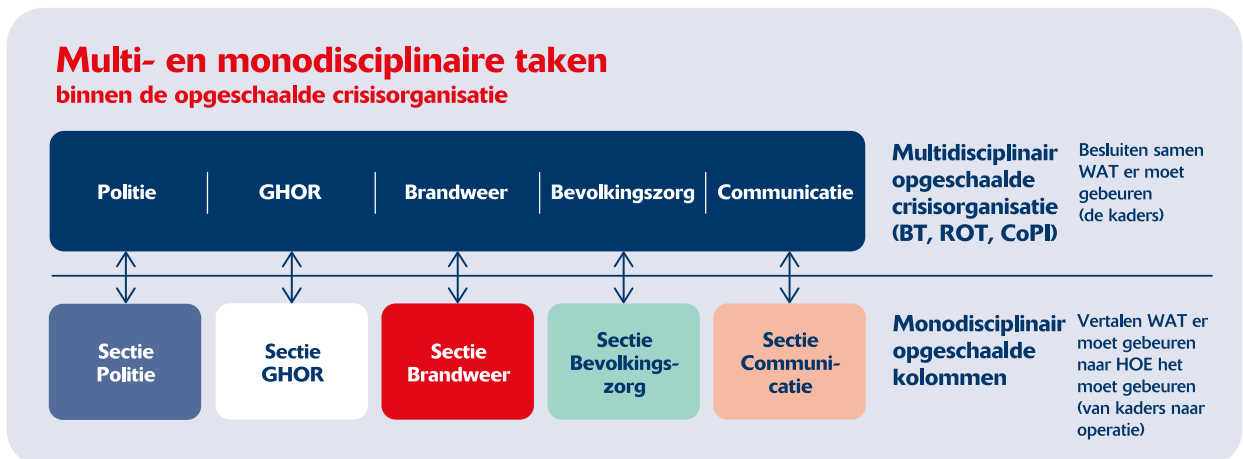 Multi- en monodisciplinaire taken
binnen de opgeschaalde crisisorganisatie
Politie
GHOR
Brandweer
Bevolkingszorg
Communicatie
Multidisciplinair
opgeschaalde
crisisorganisatie
(BT, ROT, CoPI)
Besluiten samen
WAT er moet
gebeuren
(de kaders)
Sectie
Politie
Sectie
GHOR
Sectie
Brandweer
Sectie
Bevolkings-
zorg
Sectie
Communi-
catie
Monodisciplinair
opgeschaalde
kolommen
Vertalen WAT er
moet gebeuren
naar HOE het
moet gebeuren
(van kaders naar
operatie)